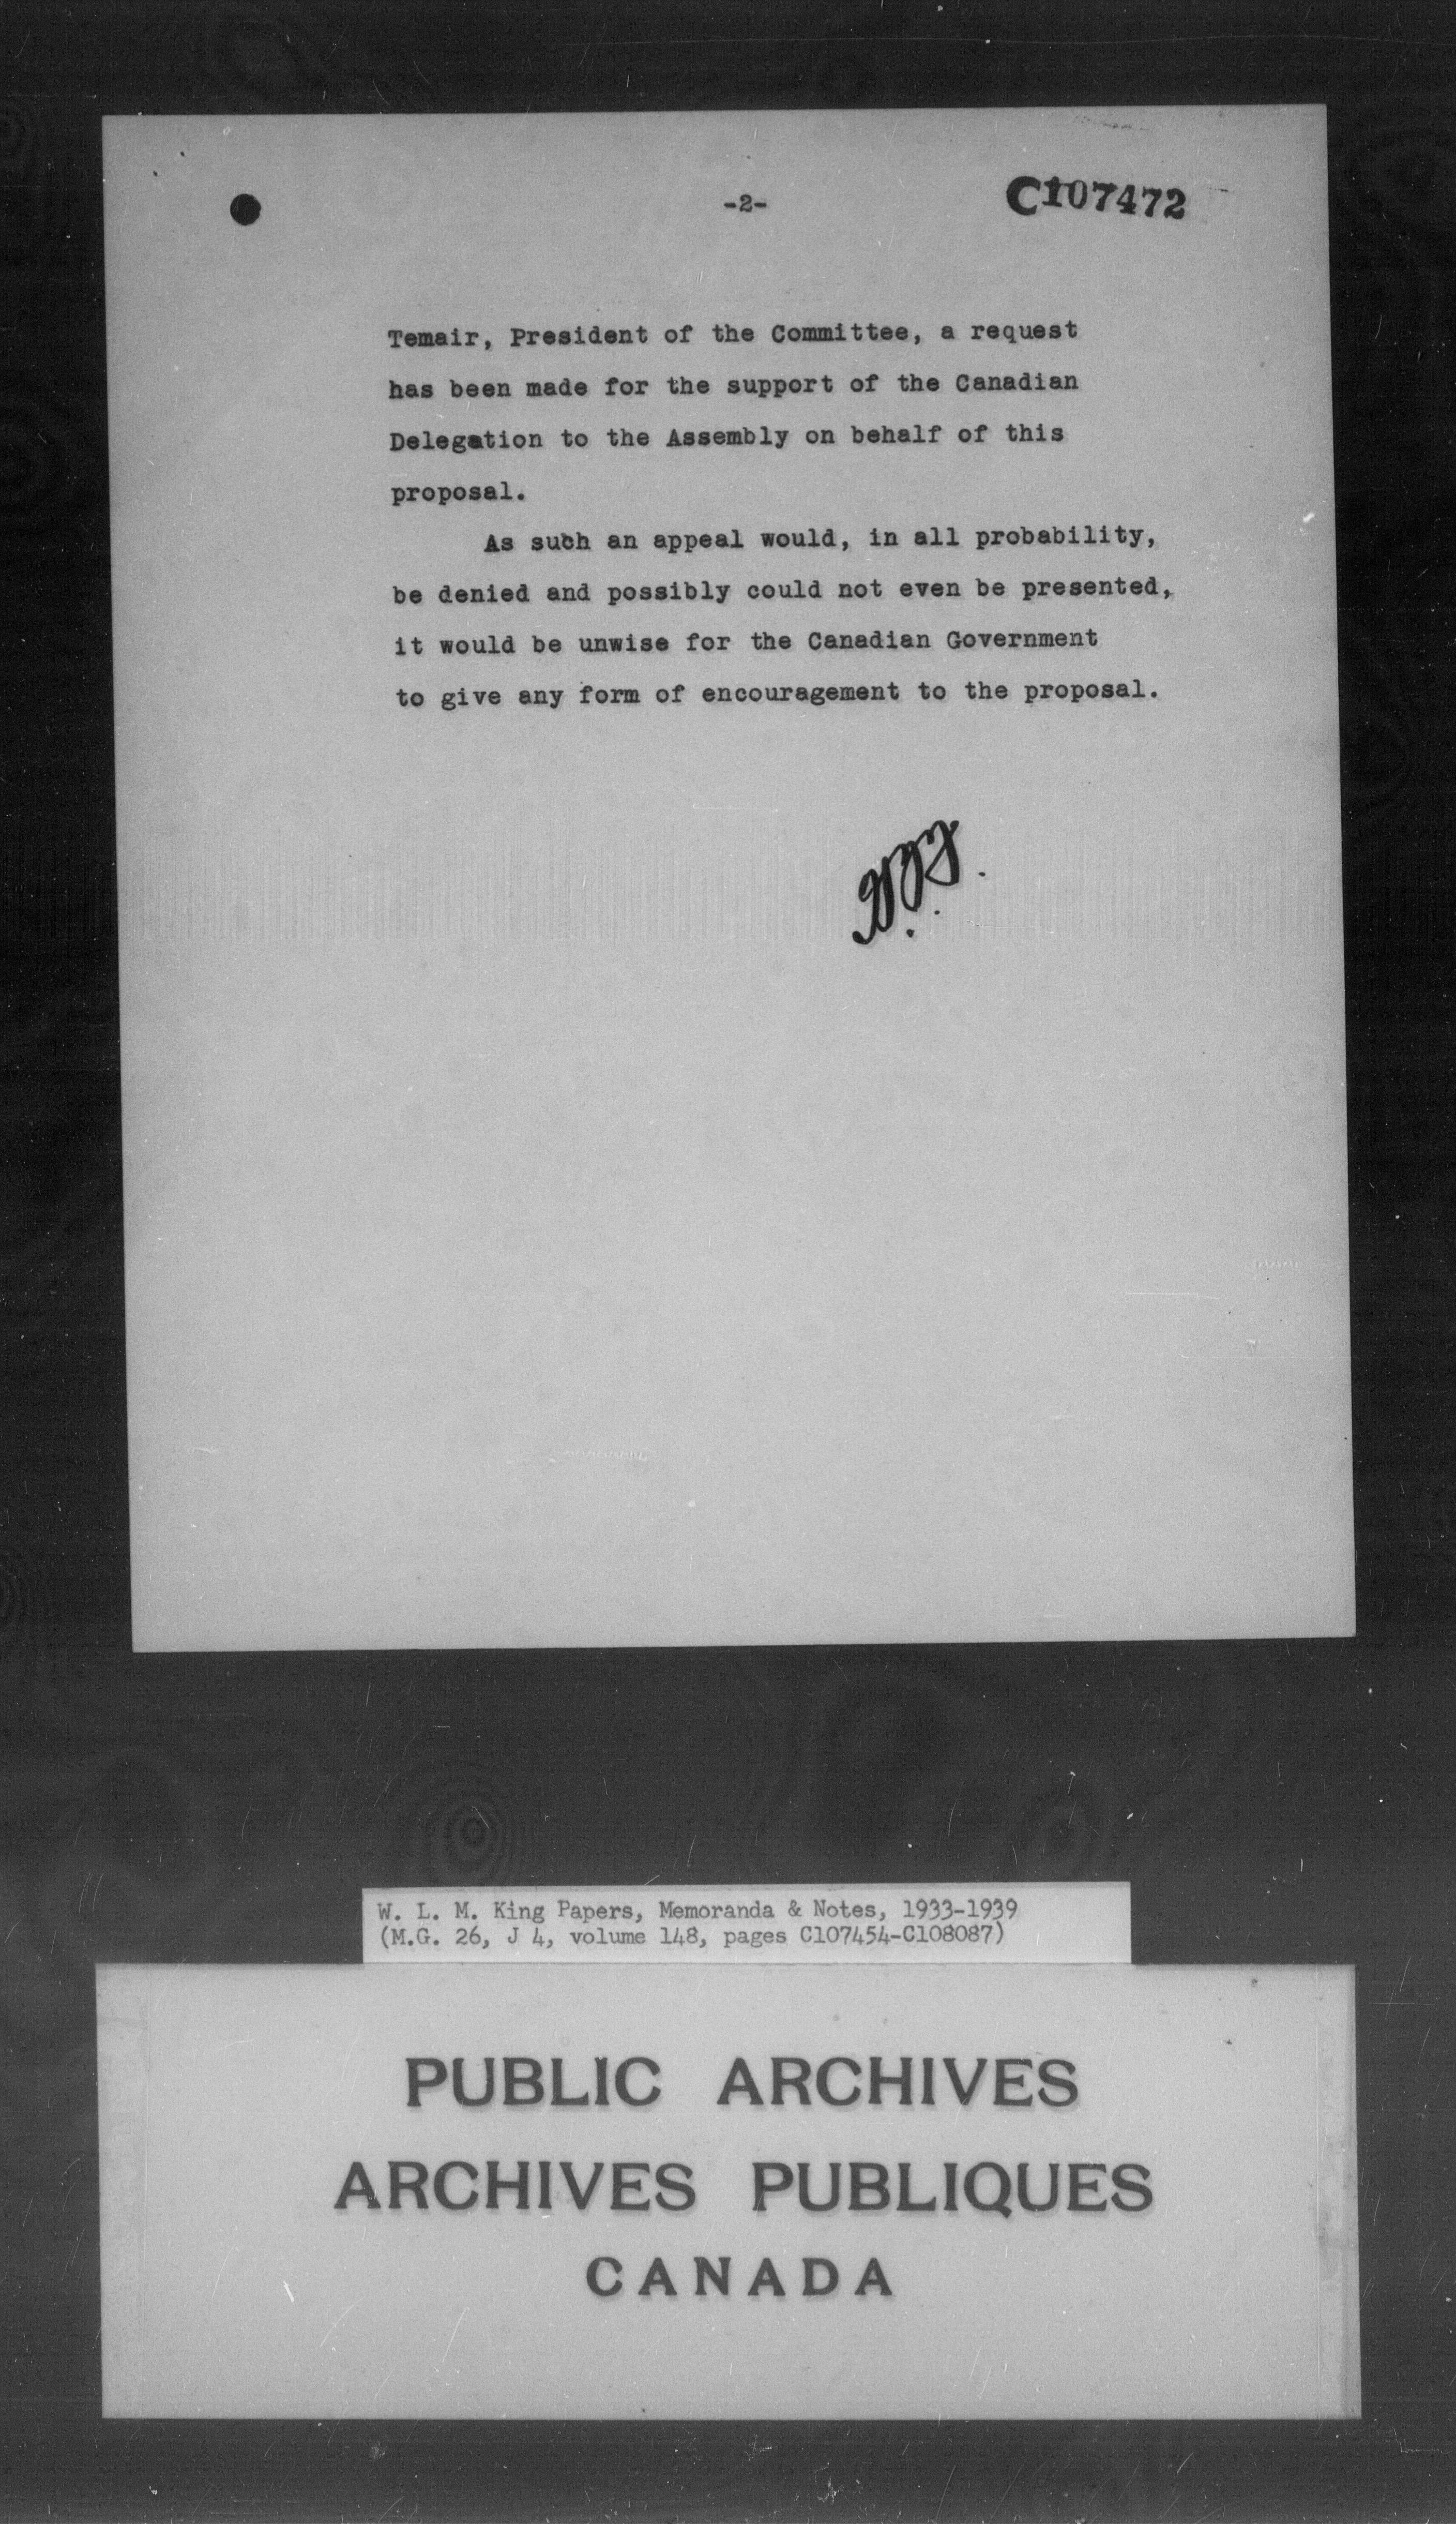 -2-
C107472
Temair, President of the Committee, a request
has been made for the support of the Canadian
Delegation to the Assembly on behalf of this
proposal.
As such an appeal would, in all probability,
be denied and possibly could not even be presented,
it would be unwise for the Canadian Government
to give any form of encouragement to the proposal.
W. L. M. King Papers, Memoranda & Notes, 1933-1939
(M.G. 26, J 4, volume 148, pages C107454-C108087)
PUBLIC ARCHIVES
ARCHIVES PUBLIQUES
CANADA